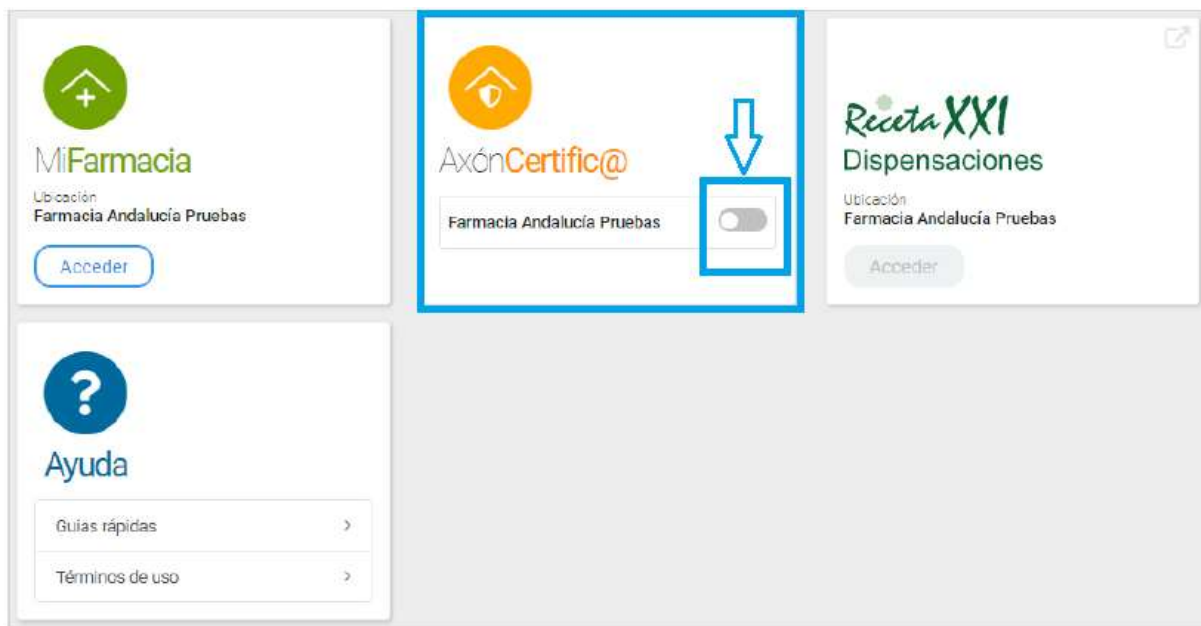 MiFarmacia
Ubicación
Farmacia Andalucía Pruebas
Acceder
AxónCertific@
Farmacia Andalucía Pruebas
Receta XXI
Dispensaciones
Ubicación
Farmacia Andalucía Pruebas
Acceder
?
Ayuda
Guías rápidas
Términos de uso